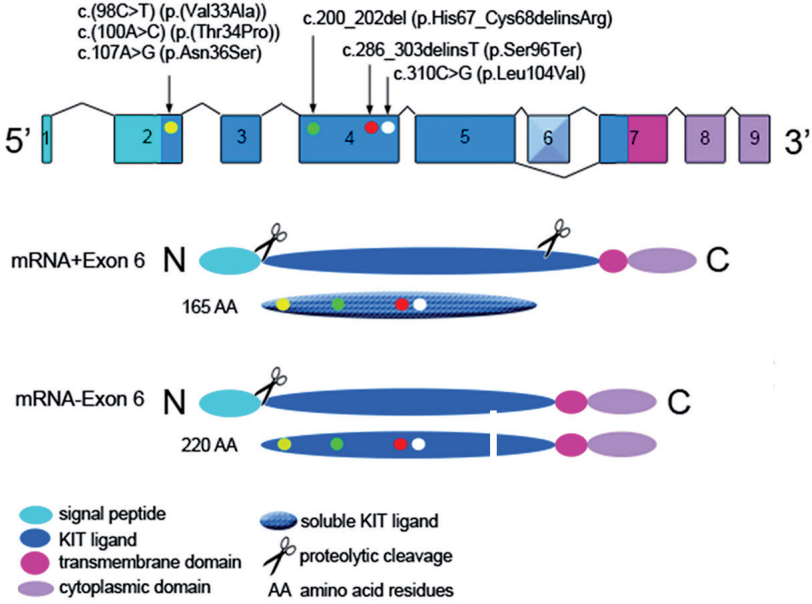 c.(98C>T) (p.(Val33Ala))
c.(100A>C) (p.(Thr34Pro))
c.107A>G (p.Asn36Ser)
c.200_202del (p.His67_Cys68delinsArg)
c.286_303delinsT (p.Ser96Ter)
c.310C>G (p.Leu104Val)
5’ 1 2 3 4 5 6 7 8 9 3’
mRNA+Exon 6 N C
165 AA
mRNA-Exon 6 N C
220 AA
signal peptide
KIT ligand
transmembrane domain
cytoplasmic domain
soluble KIT ligand
proteolytic cleavage
AA amino acid residues